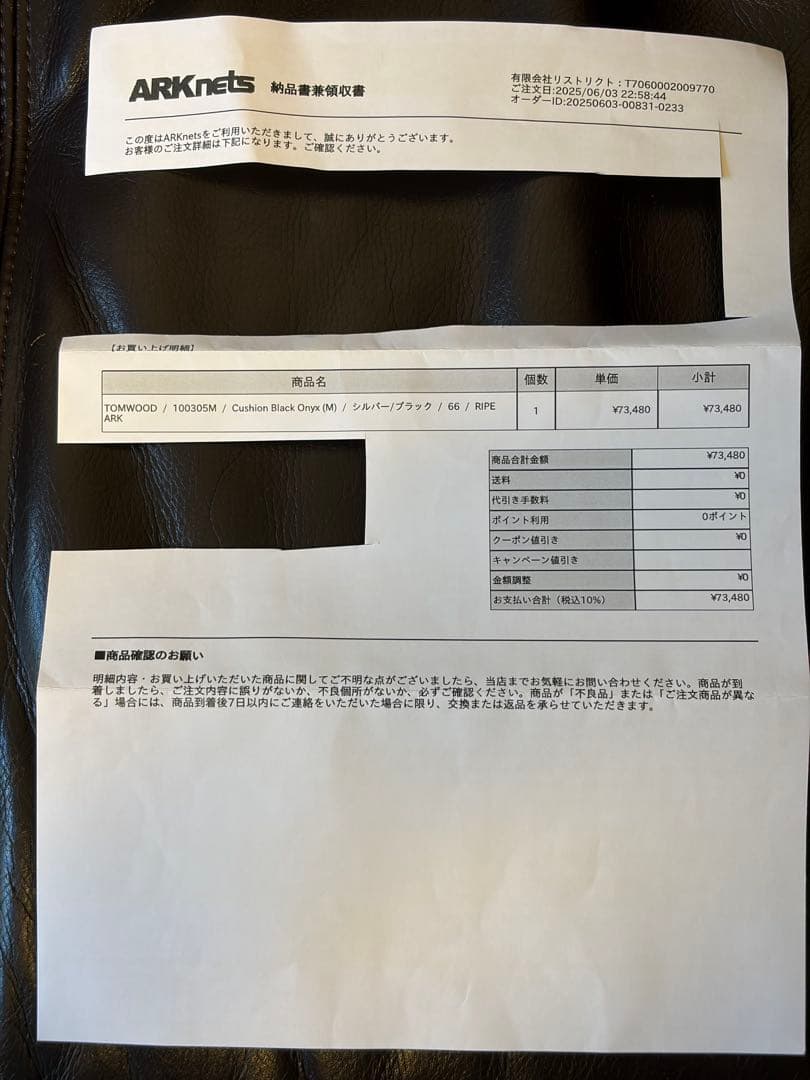 ARKnets 納品書兼領収書
有限会社リストリクト：T7060002009770
ご注文日:2025/06/03 22:58:44
オーダーID:20250603-00831-0233
この度はARKnetsをご利用いただきまして、誠にありがとうございます。
お客様のご注文詳細は下記になります。ご確認ください。
【お買い上げ明細】
商品名 個数 単価 小計
TOMWOOD / 100305M / Cushion Black Onyx (M) / シルバー/ブラック / 66 / RIPE
ARK
1 ¥73,480 ¥73,480
商品合計金額 ¥73,480
送料 ¥0
代引き手数料 ¥0
ポイント利用 0ポイント
クーポン値引き ¥0
キャンペーン値引き
金額調整 ¥0
お支払い合計（税込10%） ¥73,480
■商品確認のお願い
明細内容・お買い上げいただいた商品に関してご不明な点がございましたら、当店までお気軽にお問い合わせください。商品が到
着しましたら、ご注文内容に誤りがないか、不良個所がないか、必ずご確認ください。商品が「不良品」または「ご注文商品が異な
る」場合には、商品到着後7日以内にご連絡をいただいた場合に限り、交換または返品を承らせていただきます。